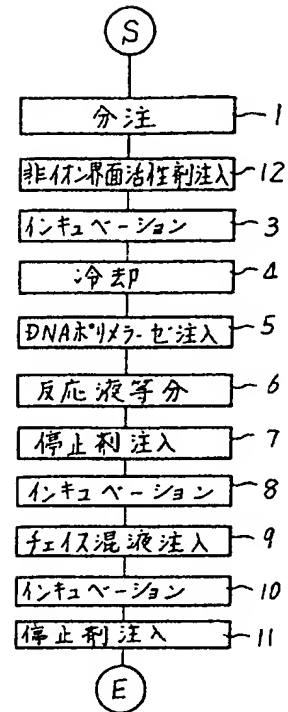 S
分注 1
非イオン界面活性剤注入 12
インキュベーション 3
冷却 4
DNAポリメラーゼ注入 5
反応液等分 6
停止剤注入 7
インキュベーション 8
チェイス混液注入 9
インキュベーション 10
停止剤注入 11
E